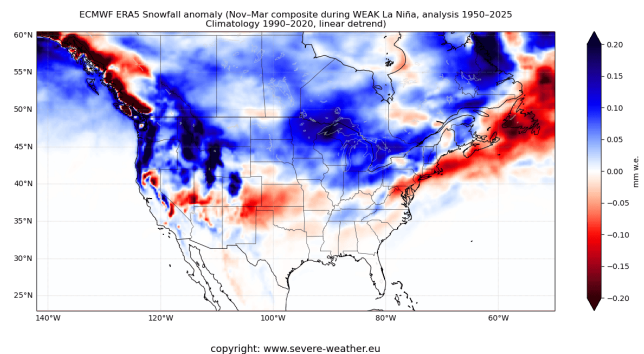 ECMWF ERA5 Snowfall anomaly (Nov–Mar composite during WEAK La Niña, analysis 1950–2025
Climatology 1990–2020, linear detrend)
60°N
55°N
50°N
45°N
40°N
35°N
30°N
25°N
140°W
120°W
100°W
80°W
60°W
0.20
0.15
0.10
0.05
0.00
−0.05
−0.10
−0.15
−0.20
mm w.e.
copyright: www.severe-weather.eu